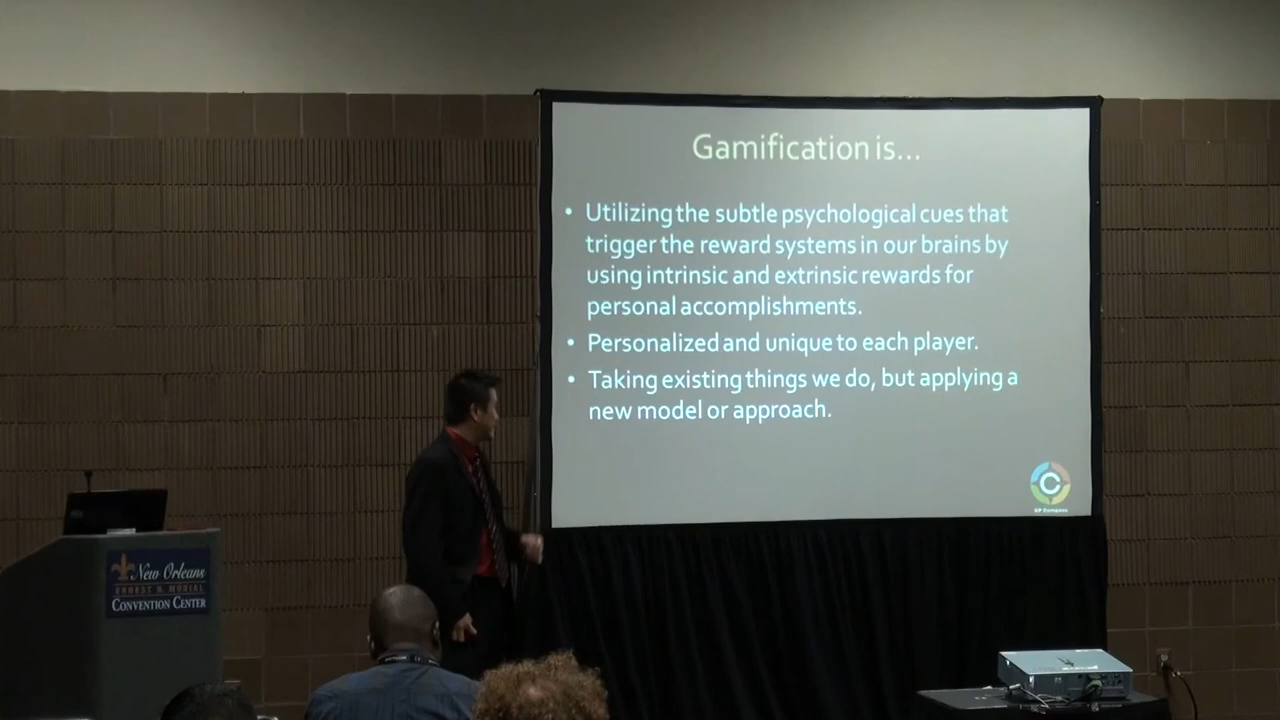 Gamification is...
• Utilizing the subtle psychological cues that
trigger the reward systems in our brains by
using intrinsic and extrinsic rewards for
personal accomplishments.
• Personalized and unique to each player.
• Taking existing things we do, but applying a
new model or approach.
C
XP Compass
New Orleans
ERNEST N. MORIAL
CONVENTION CENTER